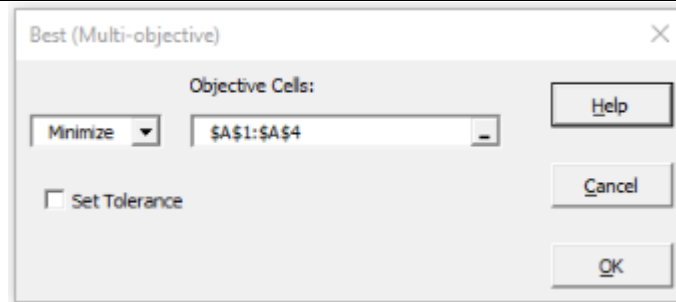 Best (Multi-objective)
Objective Cells:
Help
Minimize
$A$1:$A$4
Set Tolerance
Cancel
OK